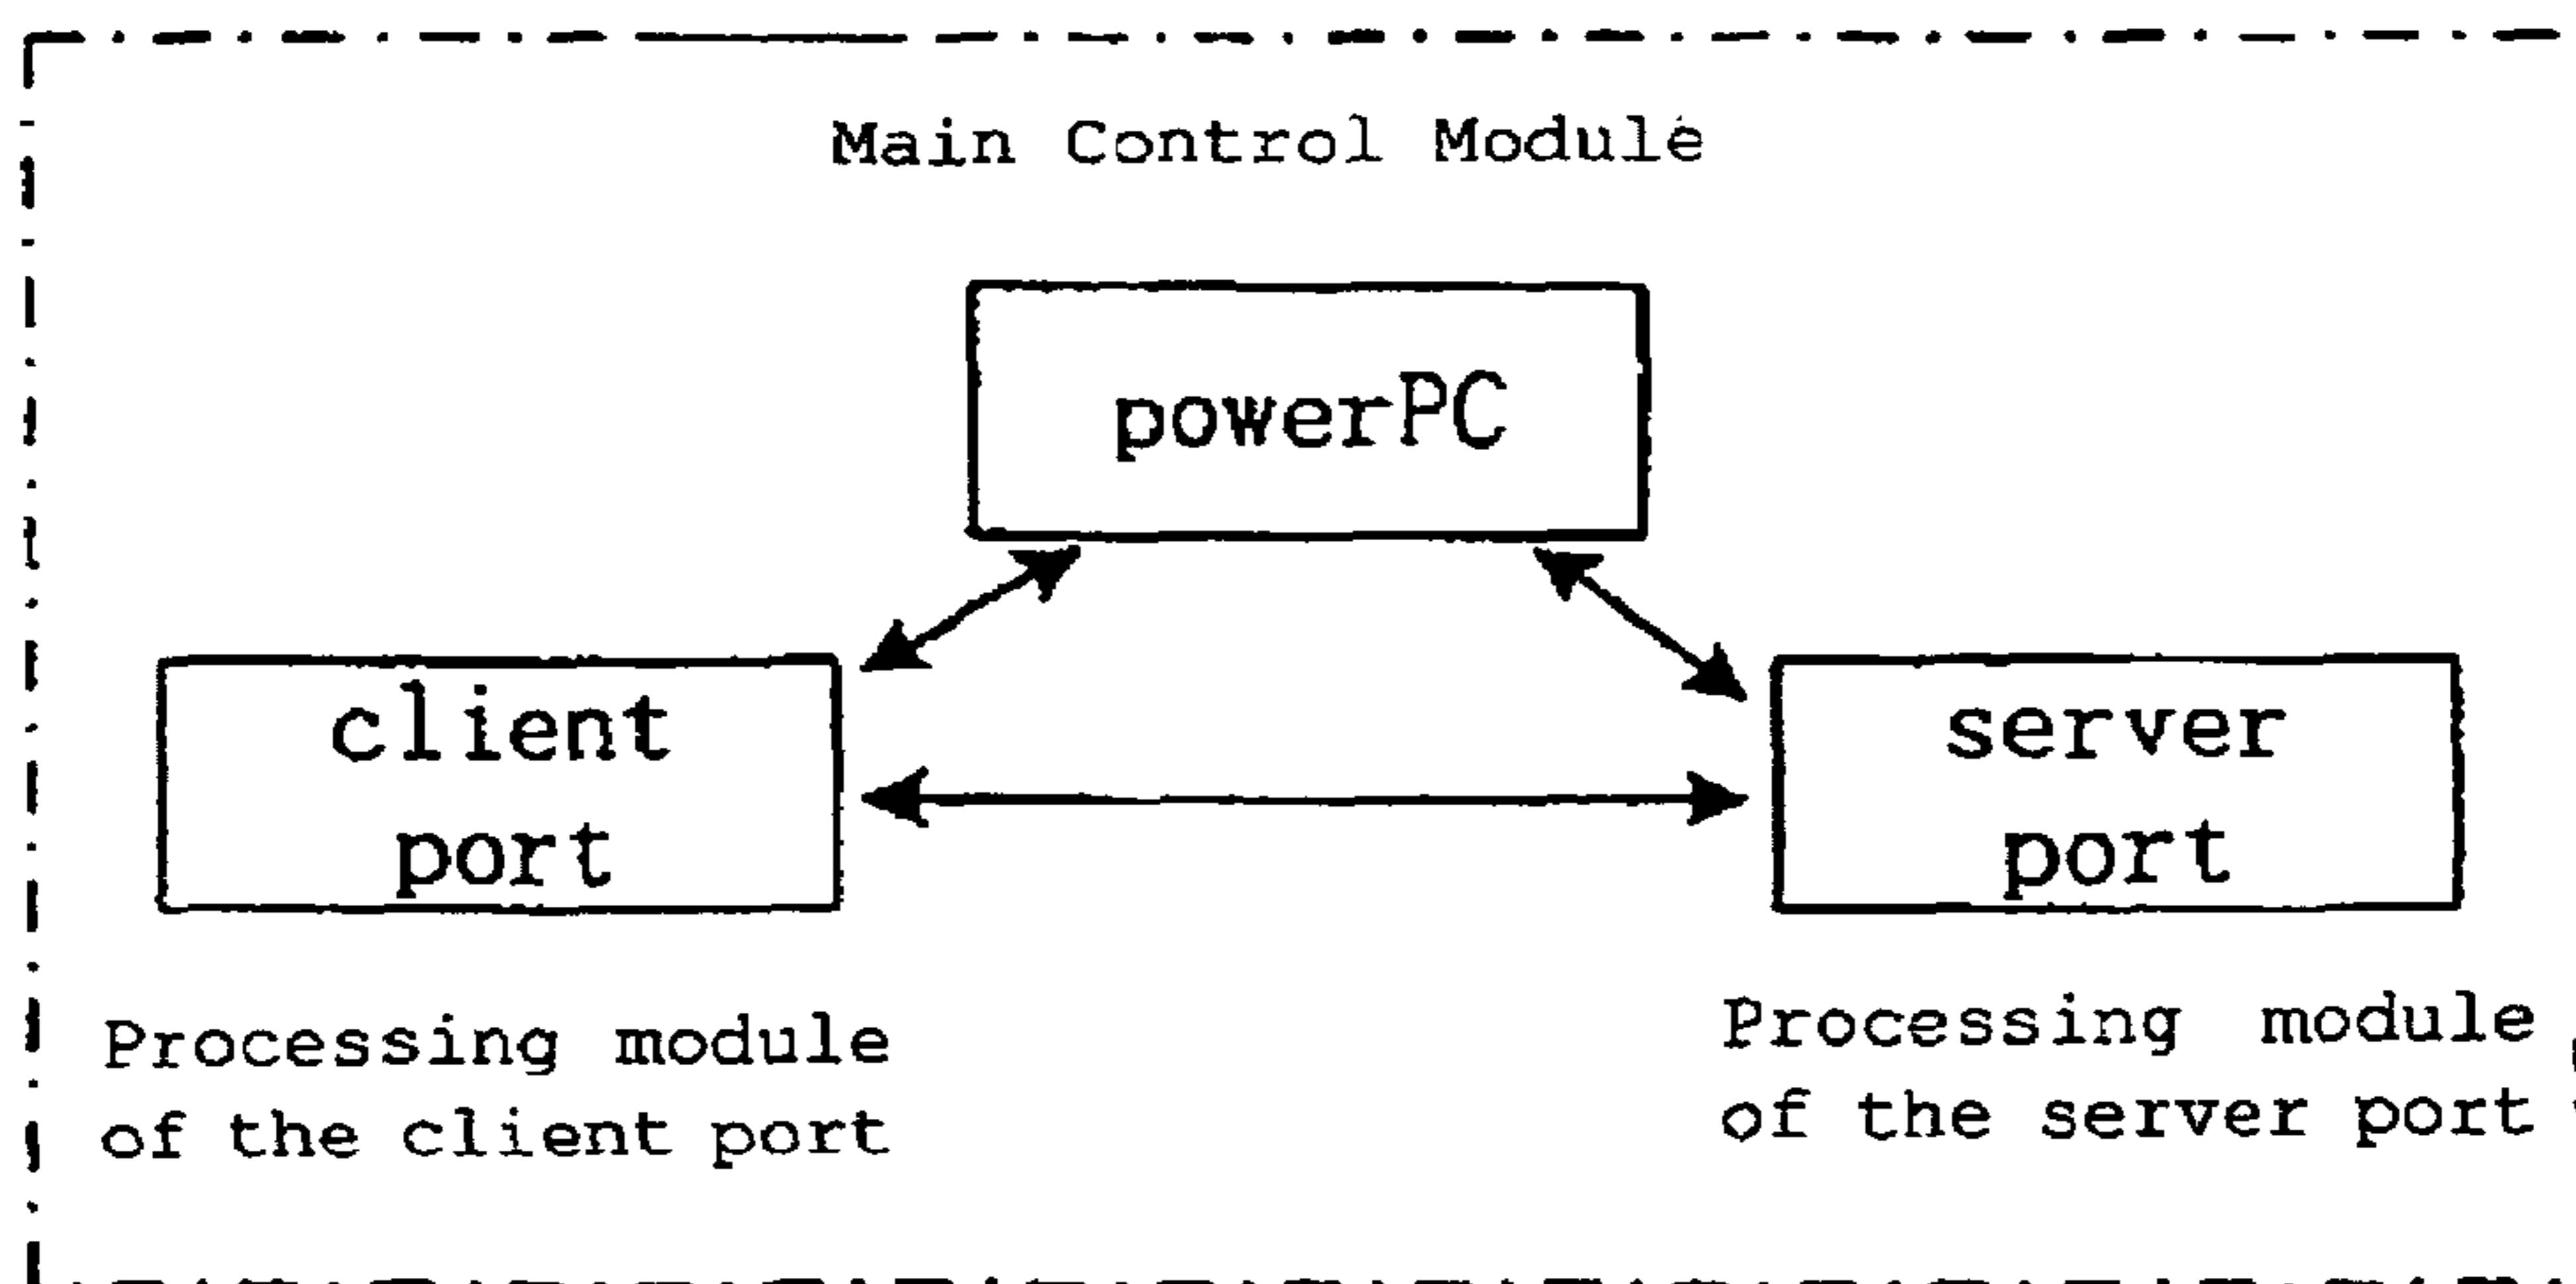 Main Control Module
powerPC
client
port
server
port
Processing module
of the client port
Processing module
of the server port